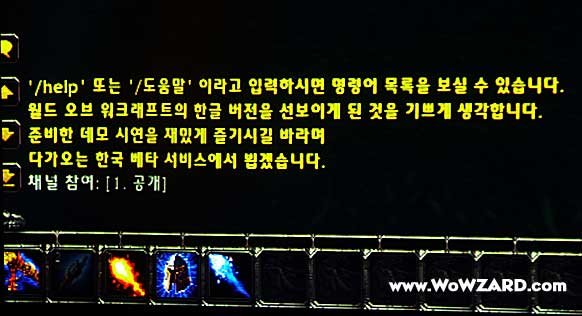 '/help' 또는 '/도움말' 이라고 입력하시면 명령어 목록을 보실 수 있습니다.
월드 오브 워크래프트의 한글 버전을 선보이게 된 것을 기쁘게 생각합니다.
준비한 데모 시연을 재밌게 즐기시길 바라며
다가오는 한국 베타 서비스에서 뵙겠습니다.
채널 참여: [1. 공개]
www.WoWZARD.com